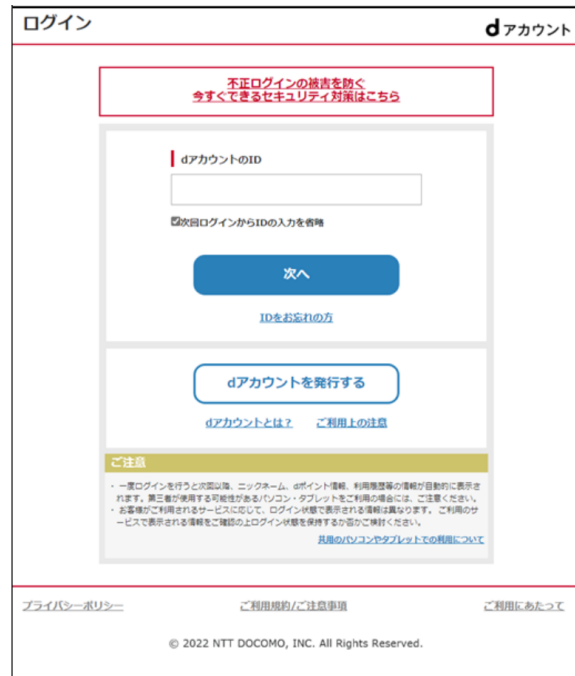 ログイン
dアカウント
不正ログインの被害を防ぐ
今すぐできるセキュリティ対策はこちら
dアカウントのID
次回ログインからIDの入力を省略
次へ
IDをお忘れの方
dアカウントを発行する
dアカウントとは？ ご利用上の注意
ご注意
・ 一度ログインを行うと次回以降、ニックネーム、dポイント情報、利用履歴等の情報が自動的に表示さ
れます。第三者が使用する可能性があるパソコン・タブレットをご利用の場合には、ご注意ください。
・ お客様がご利用されるサービスに応じて、ログイン状態で表示される情報は異なります。 ご利用のサ
ービスで表示される情報をご確認の上ログイン状態を保持するか否かご検討ください。
共用のパソコンやタブレットでの利用について
プライバシーポリシー ご利用規約/ご注意事項 ご利用にあたって
© 2022 NTT DOCOMO, INC. All Rights Reserved.